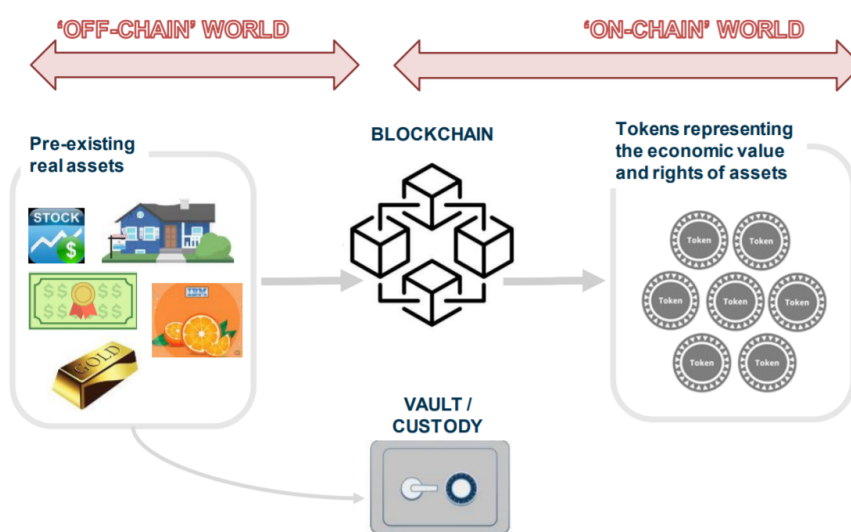 ‘OFF-CHAIN’ WORLD
‘ON-CHAIN’ WORLD
Pre-existing
real assets
BLOCKCHAIN
Tokens representing
the economic value
and rights of assets
STOCK
$
$$ $$
$$ $$
GOLD
Token
Token
Token
Token
Token
Token
Token
VAULT /
CUSTODY